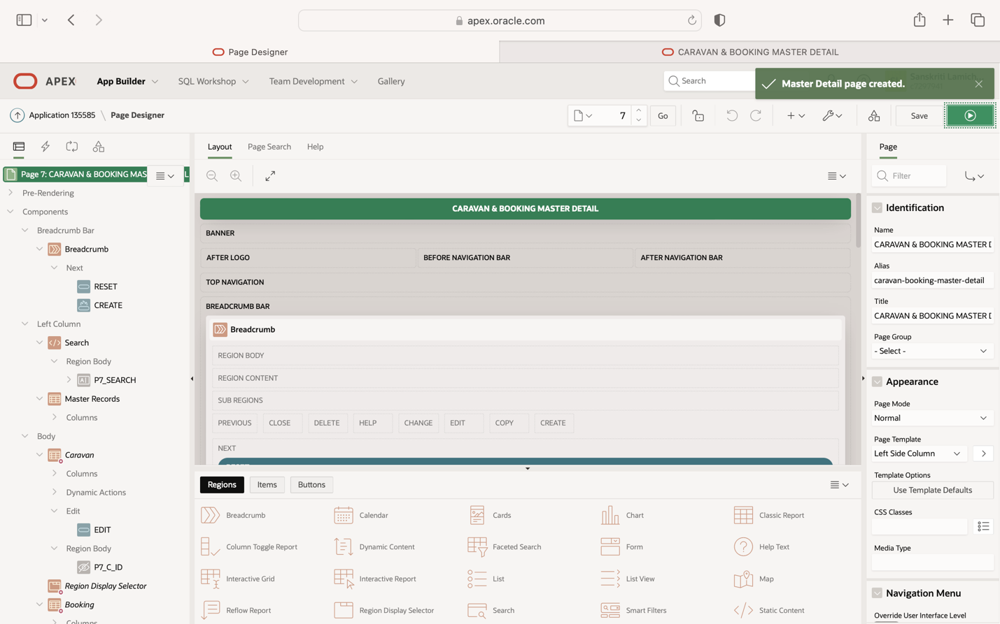 apex.oracle.com
Page Designer
CARAVAN & BOOKING MASTER DETAIL
APEX
App Builder
SQL Workshop
Team Development
Gallery
Search
Master Detail page created.
Application 135585 \ Page Designer
7
Go
Save
Layout
Page Search
Help
Page
Page 7: CARAVAN & BOOKING MAS
Pre-Rendering
Components
Breadcrumb Bar
Breadcrumb
Next
RESET
CREATE
Left Column
Search
Region Body
P7_SEARCH
Master Records
Columns
Body
Caravan
Columns
Dynamic Actions
Edit
EDIT
Region Body
P7_C_ID
Region Display Selector
Booking
Columns
CARAVAN & BOOKING MASTER DETAIL
BANNER
AFTER LOGO
BEFORE NAVIGATION BAR
AFTER NAVIGATION BAR
TOP NAVIGATION
BREADCRUMB BAR
Breadcrumb
REGION BODY
REGION CONTENT
SUB REGIONS
PREVIOUS
CLOSE
DELETE
HELP
CHANGE
EDIT
COPY
CREATE
NEXT
Regions
Items
Buttons
Breadcrumb
Calendar
Cards
Chart
Classic Report
Column Toggle Report
Dynamic Content
Faceted Search
Form
Help Text
Interactive Grid
Interactive Report
List
List View
Map
Reflow Report
Region Display Selector
Search
Smart Filters
Static Content
Filter
Identification
Name
CARAVAN & BOOKING MASTER
Alias
caravan-booking-master-detail
Title
CARAVAN & BOOKING MASTER
Page Group
- Select -
Appearance
Page Mode
Normal
Page Template
Left Side Column
Template Options
Use Template Defaults
CSS Classes
Media Type
Navigation Menu
Override User Interface Level